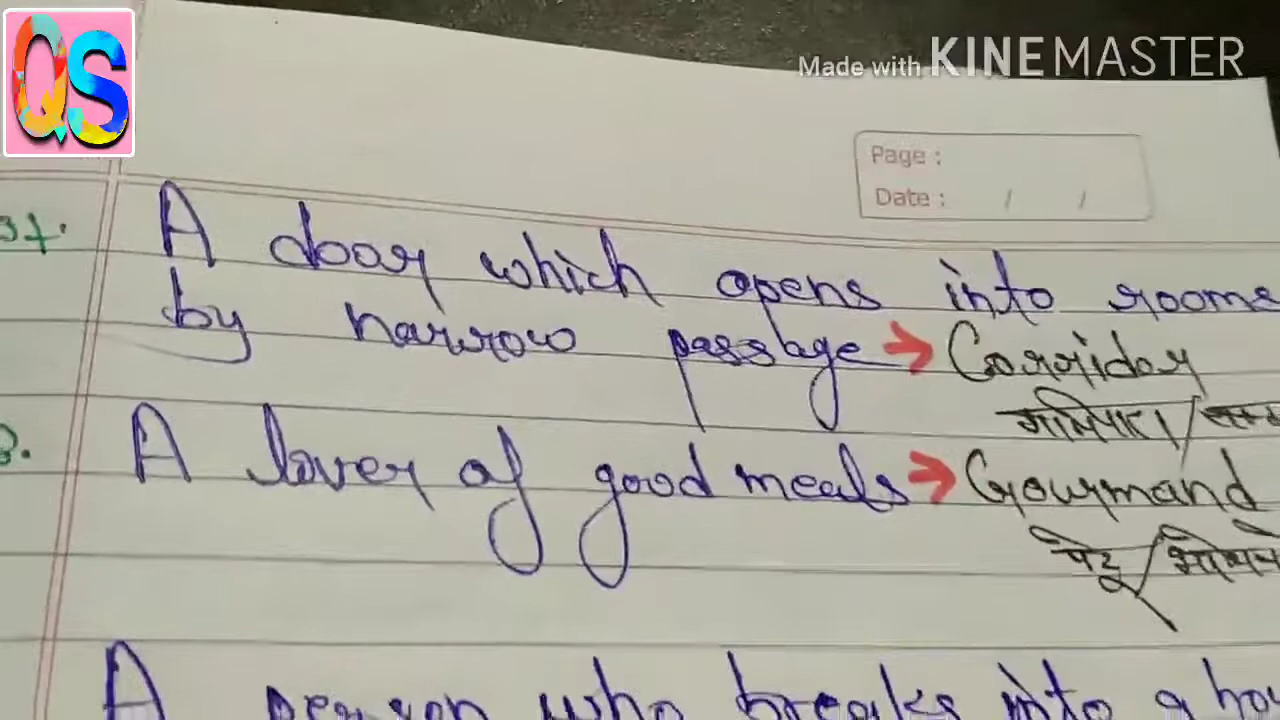 QS
Made with KINEMASTER
Page :
Date : / /
37. A door which opens into rooms
by narrow passage → Corridor
गलियारा /
8. A lover of good meals → Gourmand
पेटू /
A person who breaks into a